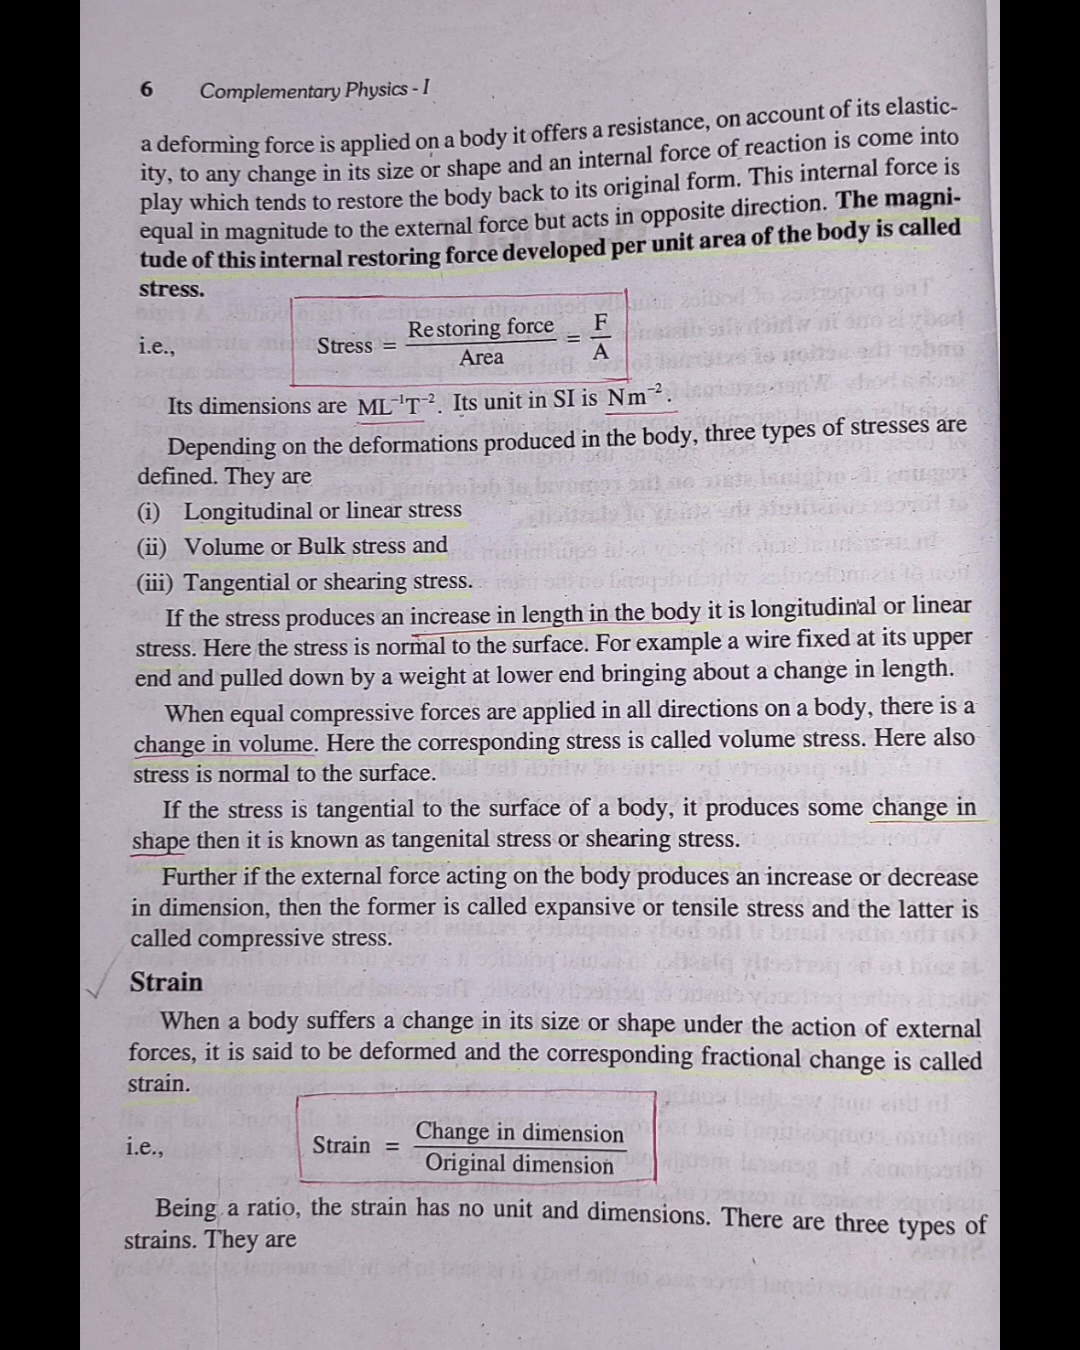 6 Complementary Physics - I
a deforming force is applied on a body it offers a resistance, on account of its elastic-
ity, to any change in its size or shape and an internal force of reaction is come into
play which tends to restore the body back to its original form. This internal force is
equal in magnitude to the external force but acts in opposite direction. The magni-
tude of this internal restoring force developed per unit area of the body is called
stress.
i.e., Stress = Restoring force / Area = F / A
Its dimensions are ML⁻¹T⁻². Its unit in SI is Nm⁻².
Depending on the deformations produced in the body, three types of stresses are
defined. They are
(i) Longitudinal or linear stress
(ii) Volume or Bulk stress and
(iii) Tangential or shearing stress.
If the stress produces an increase in length in the body it is longitudinal or linear
stress. Here the stress is normal to the surface. For example a wire fixed at its upper
end and pulled down by a weight at lower end bringing about a change in length.
When equal compressive forces are applied in all directions on a body, there is a
change in volume. Here the corresponding stress is called volume stress. Here also
stress is normal to the surface.
If the stress is tangential to the surface of a body, it produces some change in
shape then it is known as tangenital stress or shearing stress.
Further if the external force acting on the body produces an increase or decrease
in dimension, then the former is called expansive or tensile stress and the latter is
called compressive stress.
Strain
When a body suffers a change in its size or shape under the action of external
forces, it is said to be deformed and the corresponding fractional change is called
strain.
i.e., Strain = Change in dimension / Original dimension
Being a ratio, the strain has no unit and dimensions. There are three types of
strains. They are